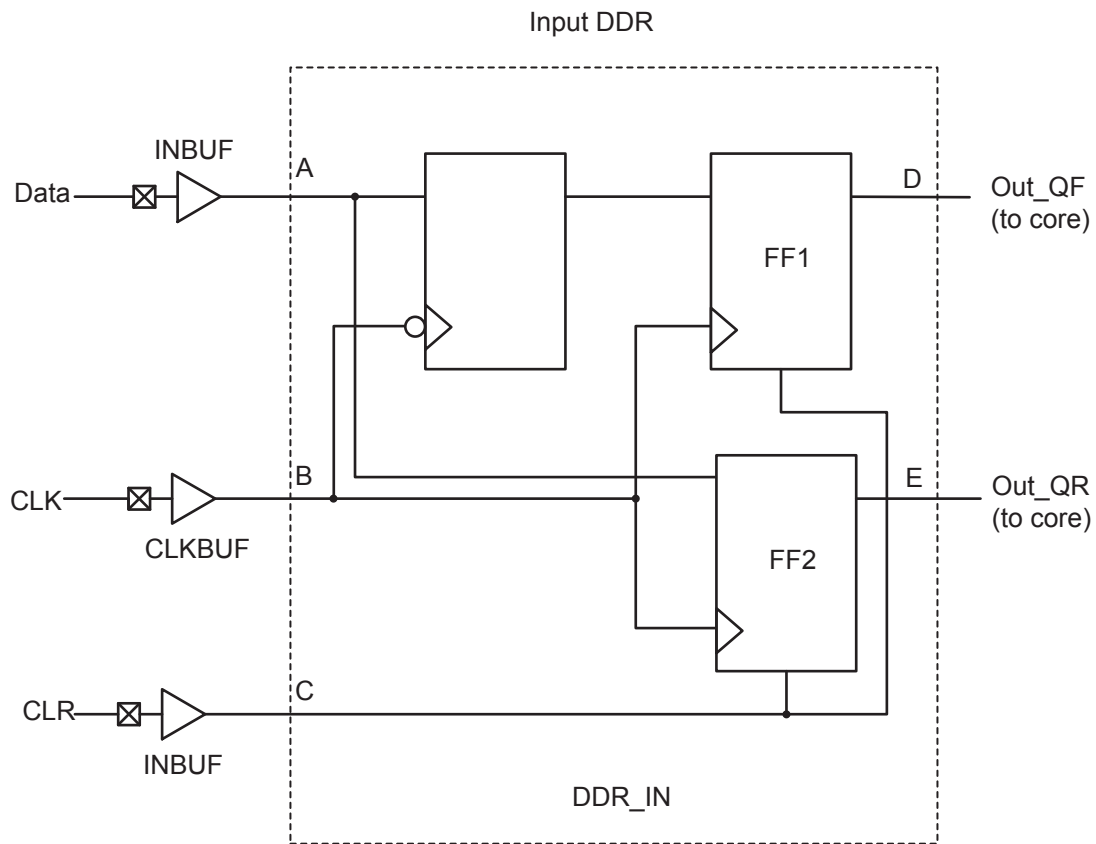 Input DDR
INBUF
Data
A
D
Out_QF
(to core)
FF1
CLK
B
CLKBUF
E
Out_QR
(to core)
FF2
CLR
C
INBUF
DDR_IN